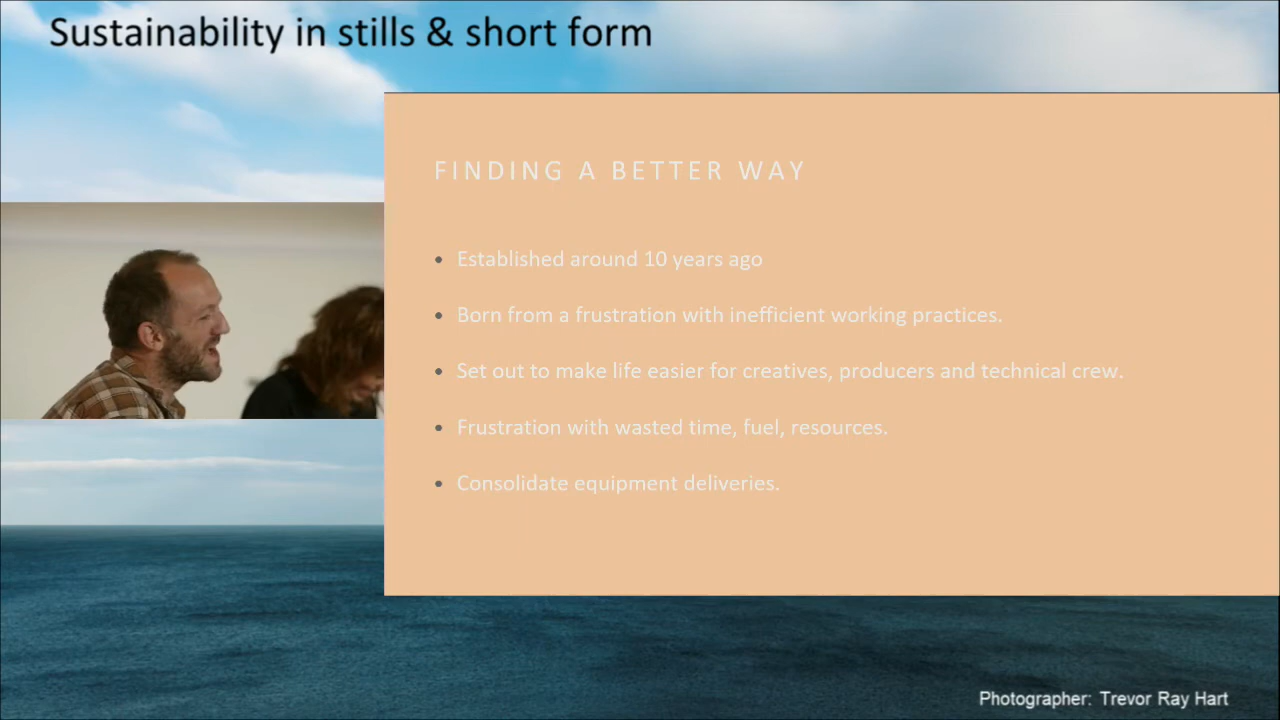 Sustainability in stills & short form
FINDING A BETTER WAY
• Established around 10 years ago
• Born from a frustration with inefficient working practices.
• Set out to make life easier for creatives, producers and technical crew.
• Frustration with wasted time, fuel, resources.
• Consolidate equipment deliveries.
Photographer: Trevor Ray Hart